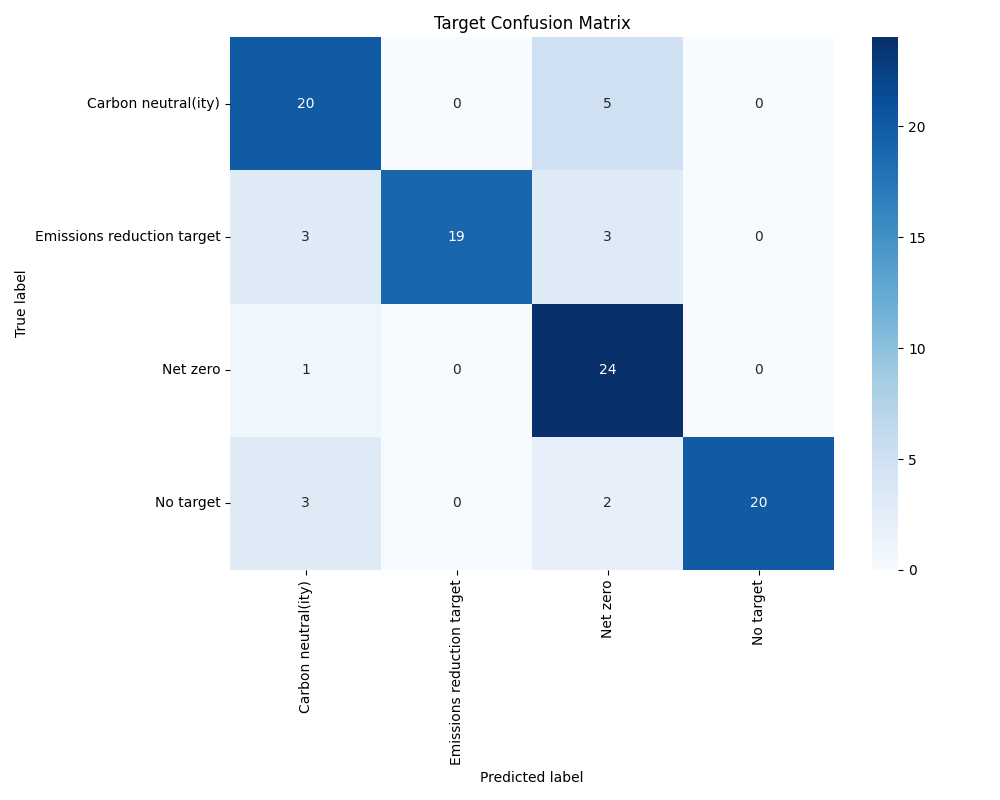 Target Confusion Matrix
Carbon neutral(ity)
20
0
5
0
Emissions reduction target
3
19
3
0
Net zero
1
0
24
0
No target
3
0
2
20
True label
Carbon neutral(ity)
Emissions reduction target
Net zero
No target
Predicted label
20
15
10
5
0